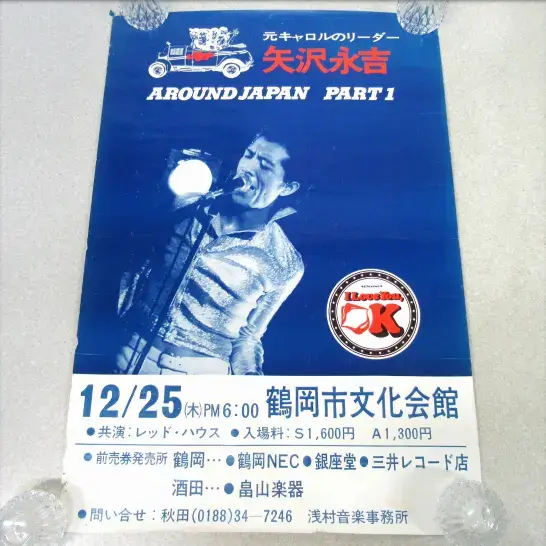 元キャロルのリーダー
矢沢永吉
AROUND JAPAN PART 1
I Love You,
OK
12/25(木)PM6:00 鶴岡市文化会館
●共演:レッド・ハウス ●入場料:S1,600円 A1,300円
●前売券発売所 鶴岡…●鶴岡NEC●銀座堂●三井レコード店
酒田…●畠山楽器
●問い合せ:秋田(0188)34-7246 浅村音楽事務所